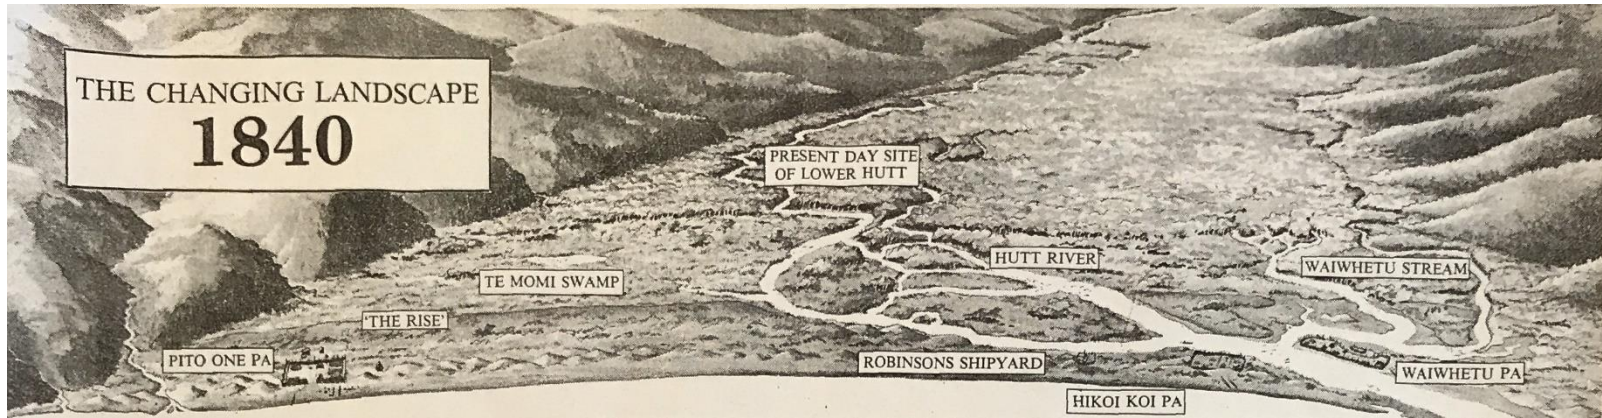 THE CHANGING LANDSCAPE
1840
PRESENT DAY SITE
OF LOWER HUTT
HUTT RIVER
WAIWHETU STREAM
TE MOMI SWAMP
'THE RISE'
PITO ONE PA
ROBINSONS SHIPYARD
WAIWHETU PA
HIKOI KOI PA